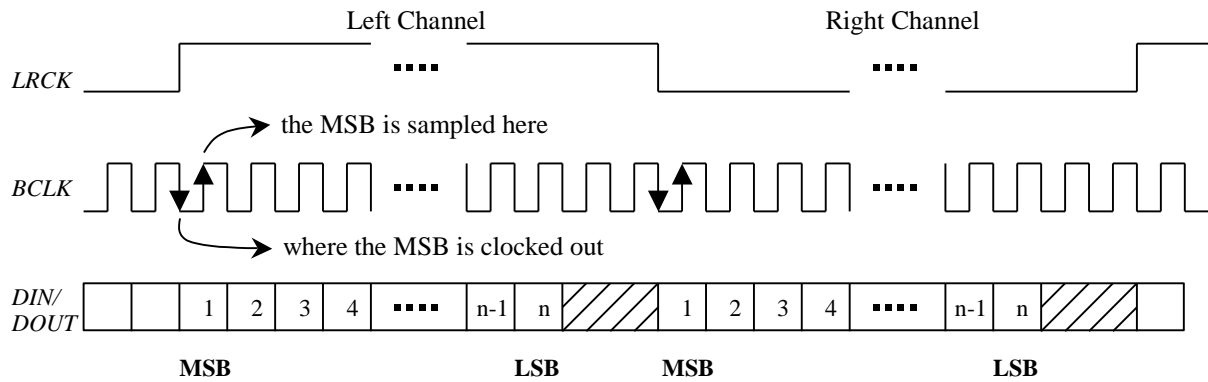 Left Channel Right Channel
LRCK
the MSB is sampled here
BCLK
where the MSB is clocked out
DIN/
DOUT
1 2 3 4 n-1 n 1 2 3 4 n-1 n
MSB LSB MSB LSB